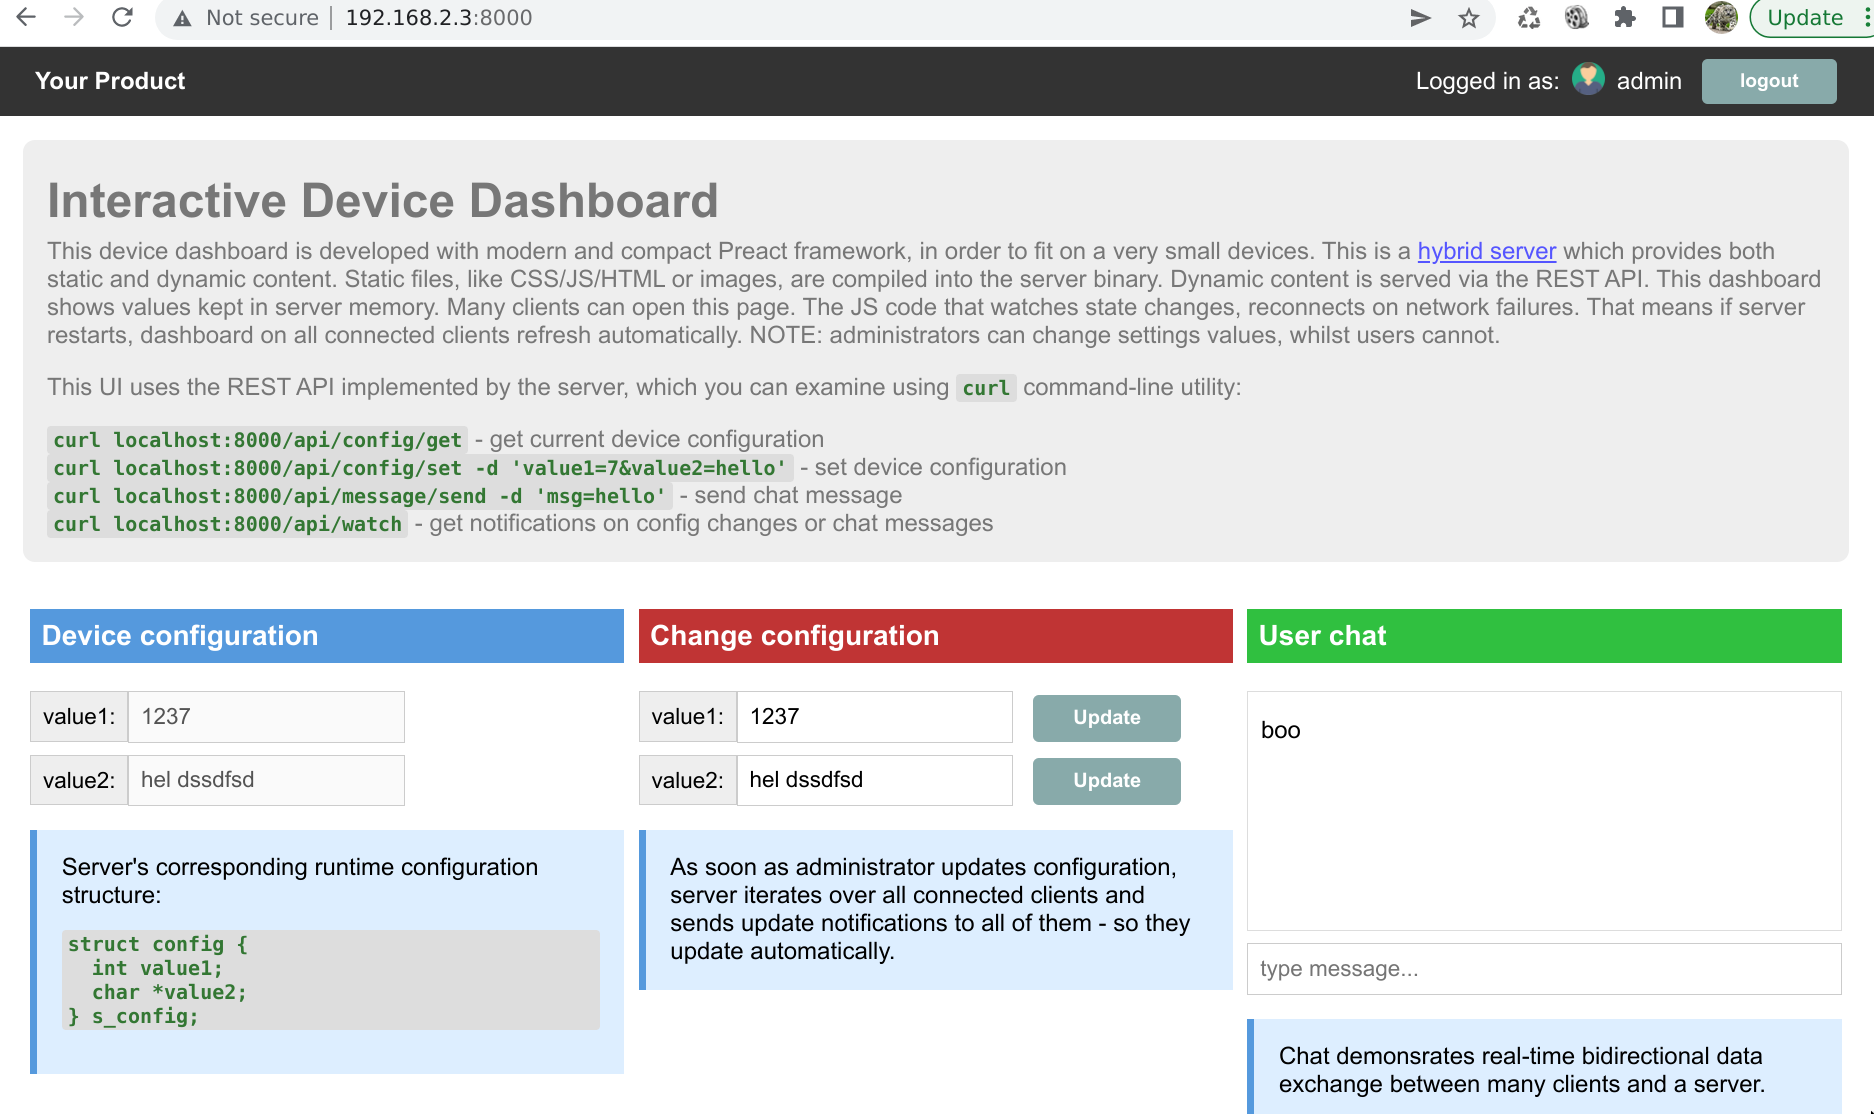 Not secure | 192.168.2.3:8000
Update
Your Product
Logged in as: admin
logout
Interactive Device Dashboard
This device dashboard is developed with modern and compact Preact framework, in order to fit on a very small devices. This is a hybrid server which provides both
static and dynamic content. Static files, like CSS/JS/HTML or images, are compiled into the server binary. Dynamic content is served via the REST API. This dashboard
shows values kept in server memory. Many clients can open this page. The JS code that watches state changes, reconnects on network failures. That means if server
restarts, dashboard on all connected clients refresh automatically. NOTE: administrators can change settings values, whilst users cannot.
This UI uses the REST API implemented by the server, which you can examine using curl command-line utility:
curl localhost:8000/api/config/get - get current device configuration
curl localhost:8000/api/config/set -d 'value1=7&value2=hello' - set device configuration
curl localhost:8000/api/message/send -d 'msg=hello' - send chat message
curl localhost:8000/api/watch - get notifications on config changes or chat messages
Device configuration
value1: 1237
value2: hel dssdfsd
Server's corresponding runtime configuration
structure:
struct config {
int value1;
char *value2;
} s_config;
Change configuration
value1: 1237 Update
value2: hel dssdfsd Update
As soon as administrator updates configuration,
server iterates over all connected clients and
sends update notifications to all of them - so they
update automatically.
User chat
boo
type message...
Chat demonsrates real-time bidirectional data
exchange between many clients and a server.